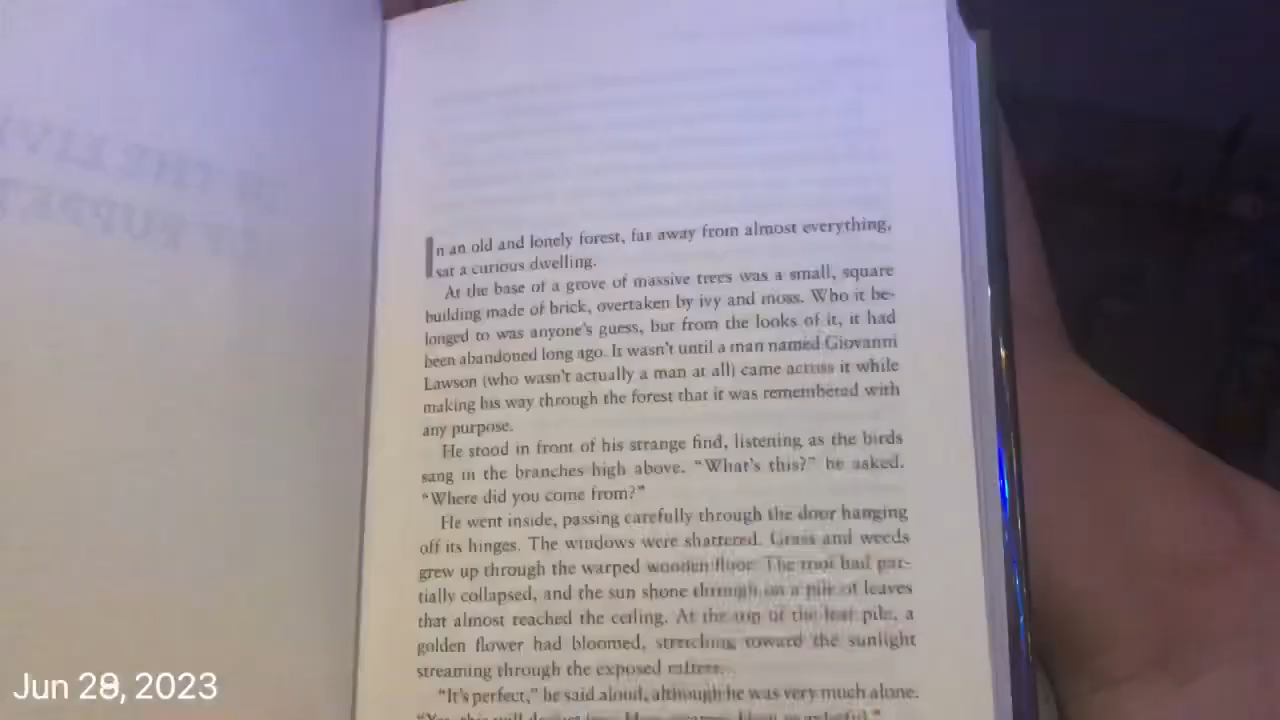 In an old and lonely forest, far away from almost everything,
sat a curious dwelling.
At the base of a grove of massive trees was a small, square
building made of brick, overtaken by ivy and moss. Who it be-
longed to was anyone's guess, but from the looks of it, it had
been abandoned long ago. It wasn't until a man named Giovanni
Lawson (who wasn't actually a man at all) came across it while
making his way through the forest that it was remembered with
any purpose.
He stood in front of his strange find, listening as the birds
sang in the branches high above. “What's this?” he asked.
“Where did you come from?”
He went inside, passing carefully through the door hanging
off its hinges. The windows were shattered. Grass and weeds
grew up through the warped wooden floor. The roof had par-
tially collapsed, and the sun shone through on a pile of leaves
that almost reached the ceiling. At the top of the leaf pile, a
golden flower had bloomed, stretching toward the sunlight
streaming through the exposed rafters.
“It's perfect,” he said aloud, although he was very much alone.
“Yes, this will do
Jun 28, 2023